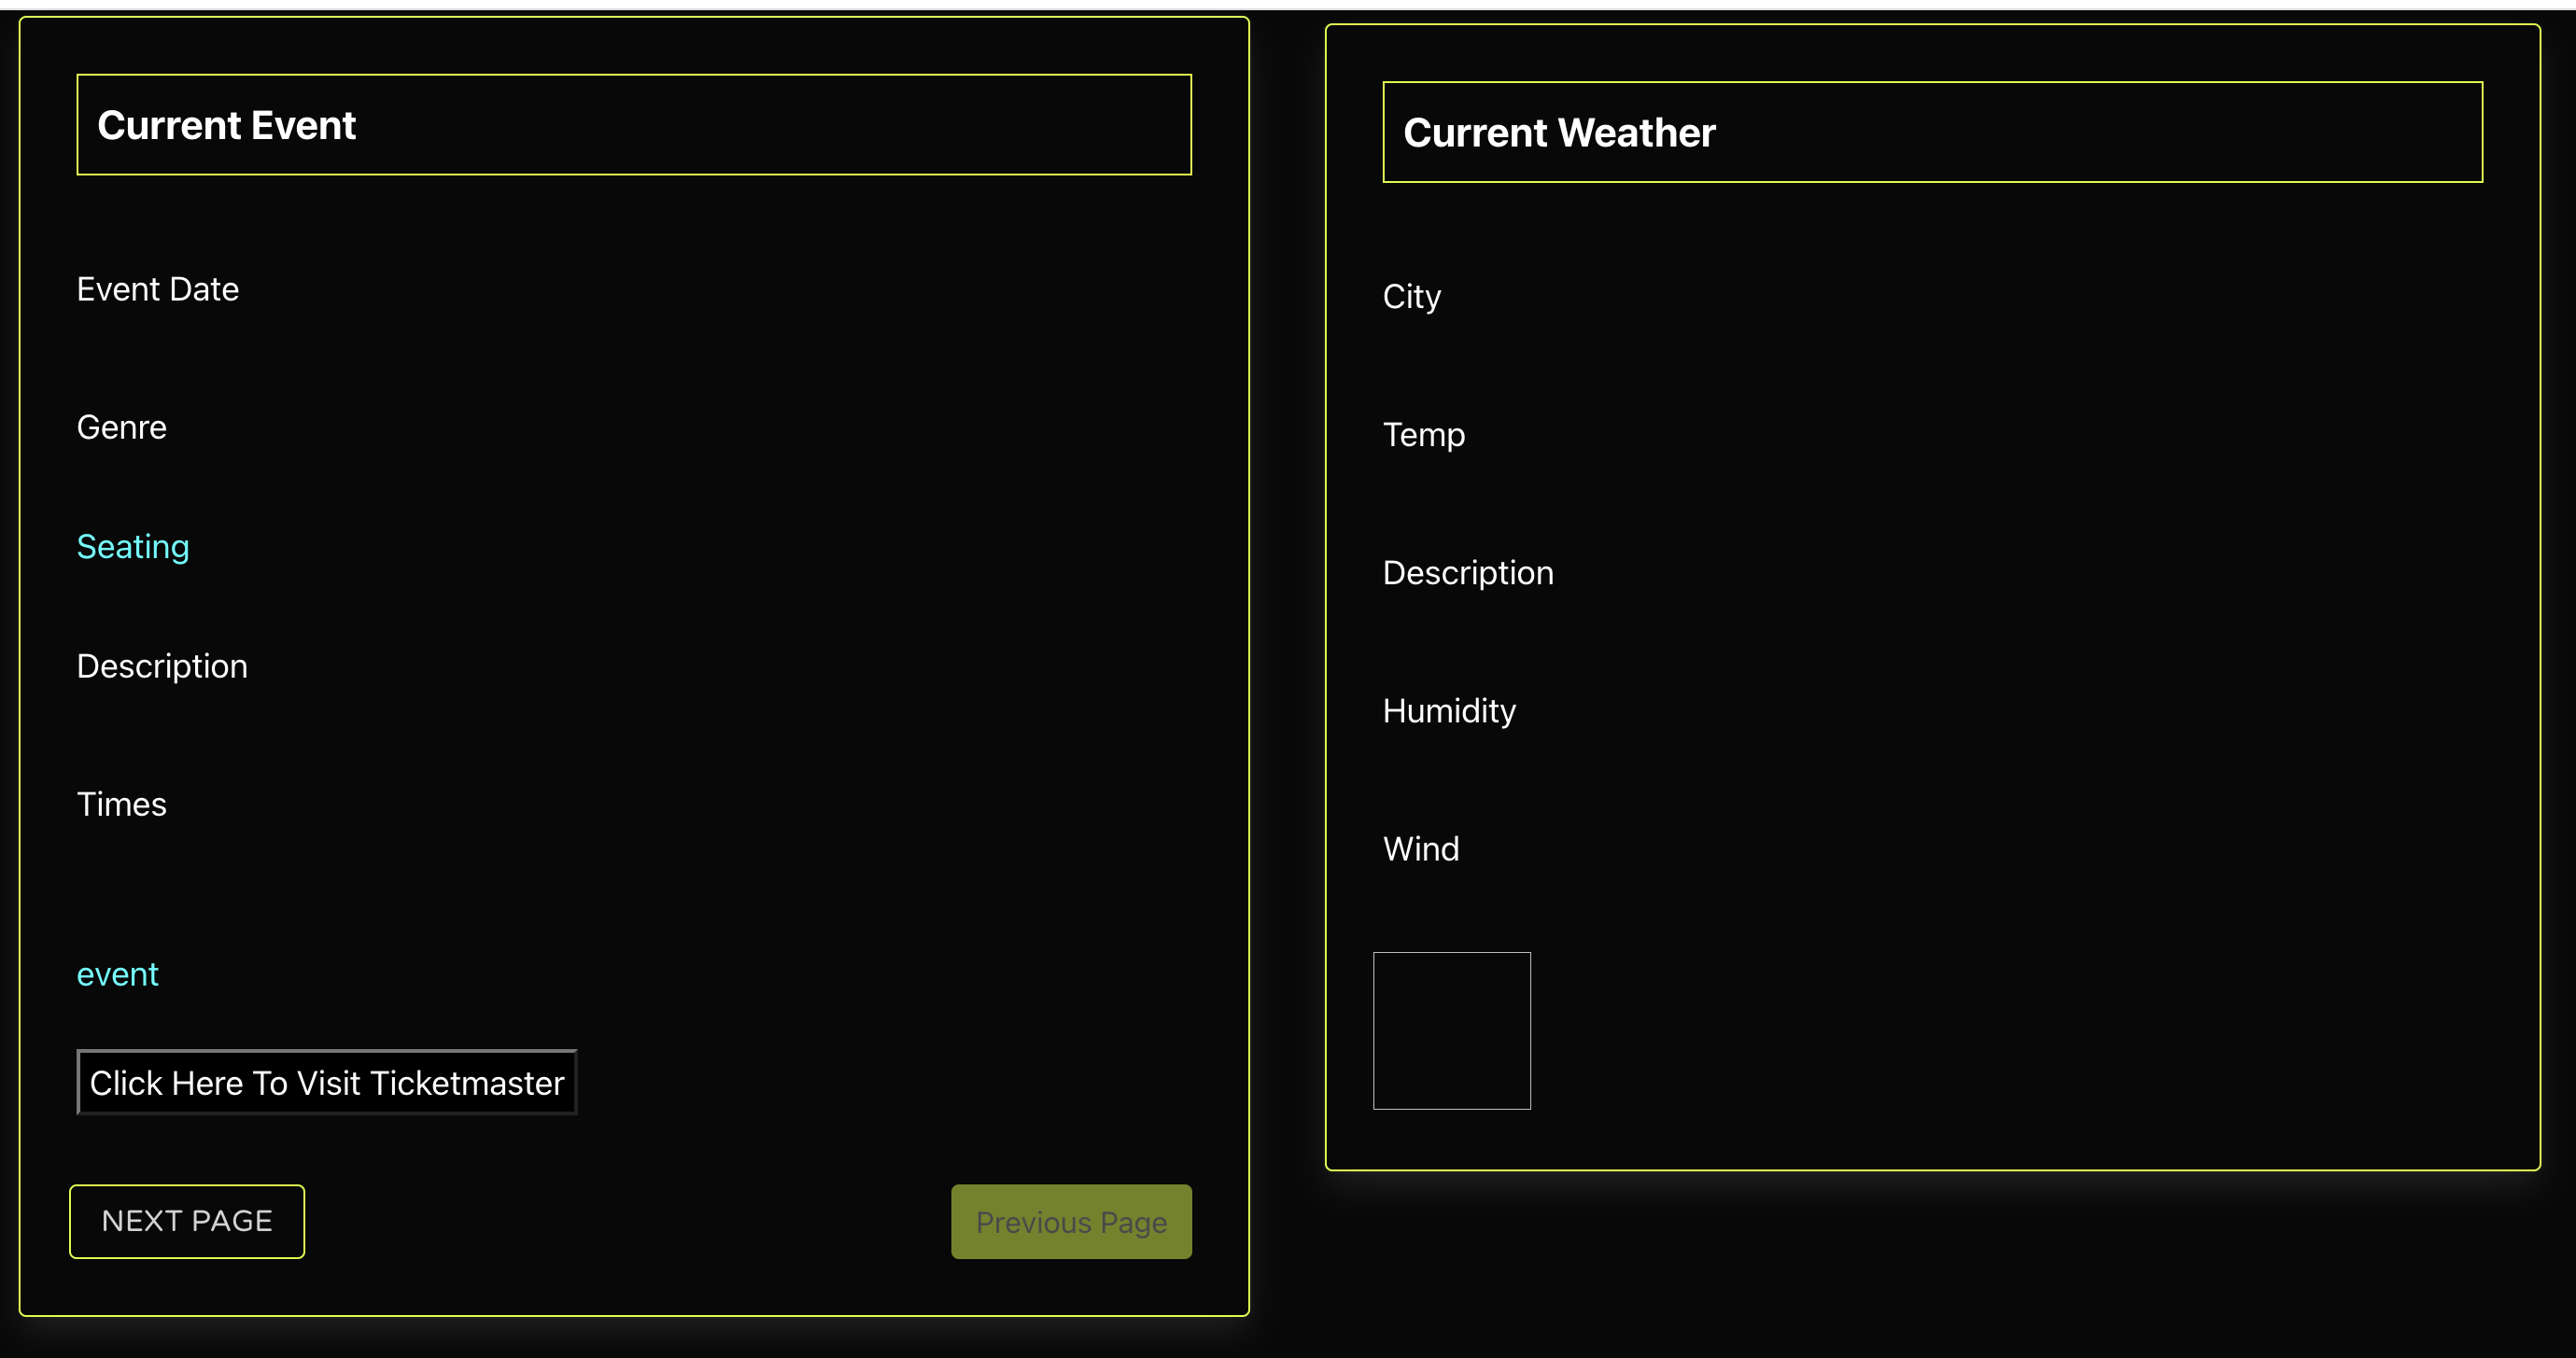 Current Event
Event Date
Genre
Seating
Description
Times
event
Click Here To Visit Ticketmaster
NEXT PAGE
Previous Page
Current Weather
City
Temp
Description
Humidity
Wind